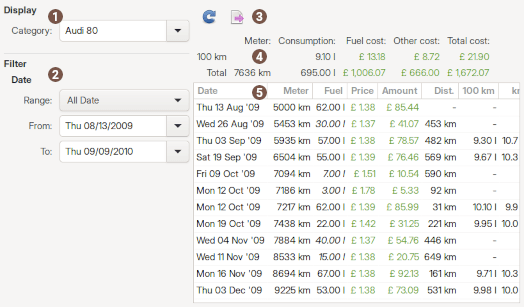 Display
1
Category: Audi 80
Filter
2
Date
Range: All Date
From: Thu 08/13/2009
To: Thu 09/09/2010
3
Meter: Consumption: Fuel cost: Other cost: Total cost:
100 km 4 9.10 l £ 13.18 £ 8.72 £ 21.90
Total 7636 km 695.00 l £ 1,006.07 £ 666.00 £ 1,672.07
Date 5 Meter Fuel Price Amount Dist. 100 km
Thu 13 Aug '09 5000 km 62.00 l £ 1.38 £ 85.44 - -
Wed 26 Aug '09 5453 km 30.00 l £ 1.37 £ 41.07 453 km -
Thu 03 Sep '09 5935 km 57.00 l £ 1.38 £ 78.57 482 km 9.30 l 10.7
Sat 19 Sep '09 6504 km 55.00 l £ 1.39 £ 76.46 569 km 9.67 l 10.3
Fri 09 Oct '09 7094 km 7.00 l £ 1.51 £ 10.54 590 km -
Mon 12 Oct '09 7186 km 3.00 l £ 1.78 £ 5.33 92 km -
Mon 12 Oct '09 7217 km 62.00 l £ 1.39 £ 85.99 31 km 10.10 l 9.9
Mon 19 Oct '09 7438 km 22.00 l £ 1.42 £ 31.25 221 km 9.95 l 10.0
Wed 04 Nov '09 7884 km 40.00 l £ 1.37 £ 54.76 446 km -
Wed 11 Nov '09 8533 km 15.00 l £ 1.38 £ 20.75 649 km -
Mon 16 Nov '09 8694 km 67.00 l £ 1.38 £ 92.13 161 km 9.71 l 10.3
Thu 03 Dec '09 9225 km 53.00 l £ 1.38 £ 73.09 531 km 9.98 l 10.0